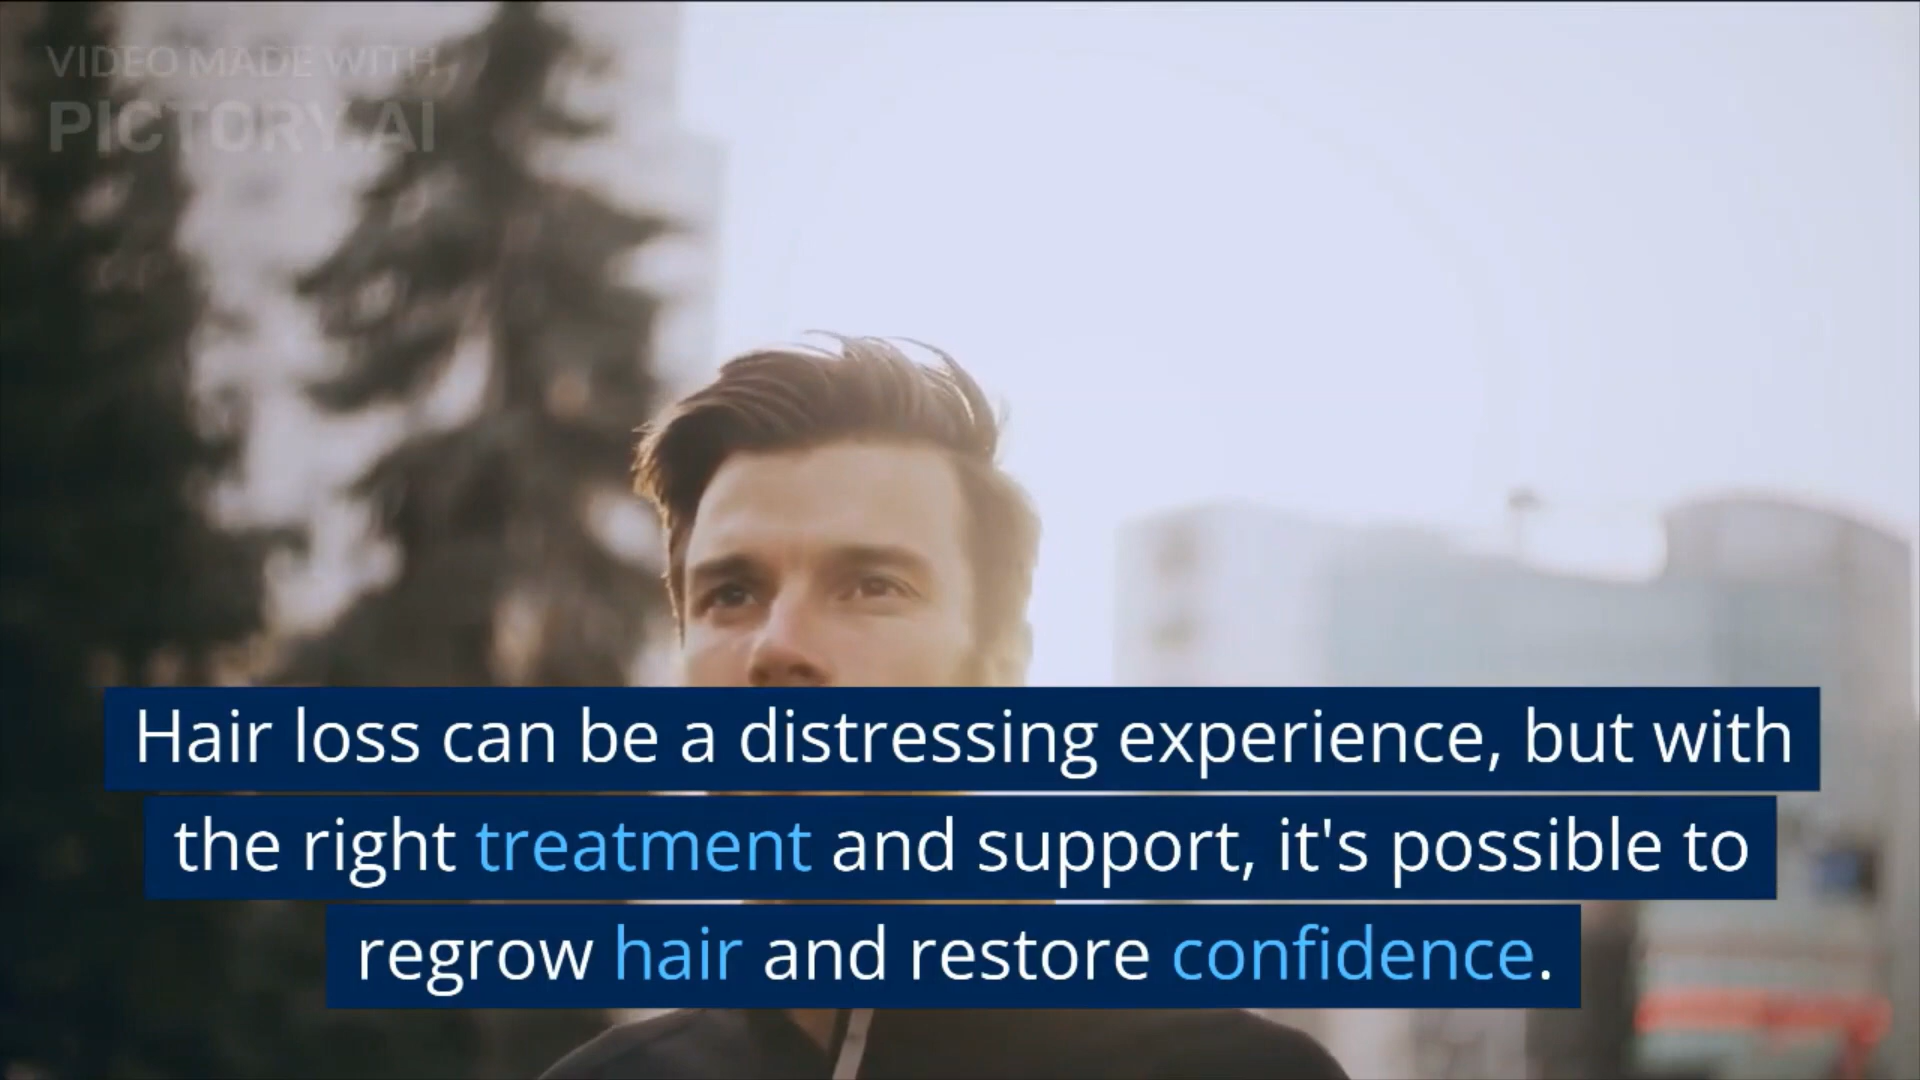 VIDEO MADE WITH
PICTORY.AI
Hair loss can be a distressing experience, but with
the right treatment and support, it's possible to
regrow hair and restore confidence.